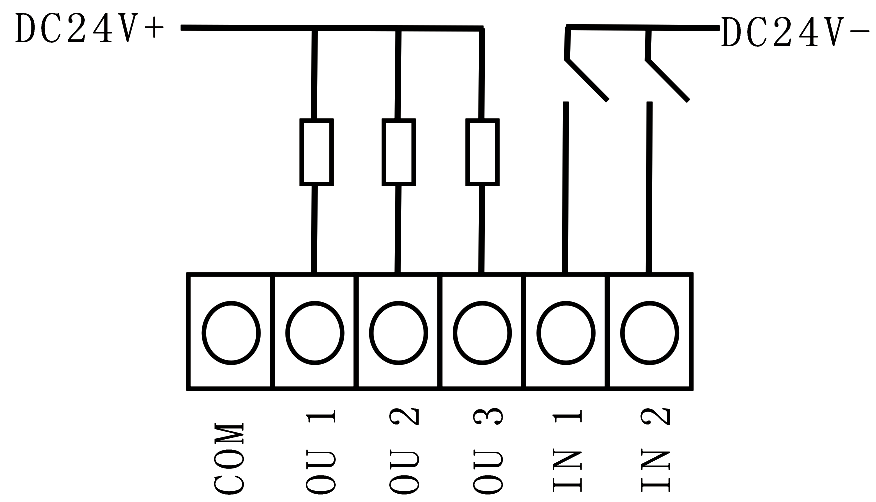 DC24V+
DC24V-
COM
OU 1
OU 2
OU 3
IN 1
IN 2